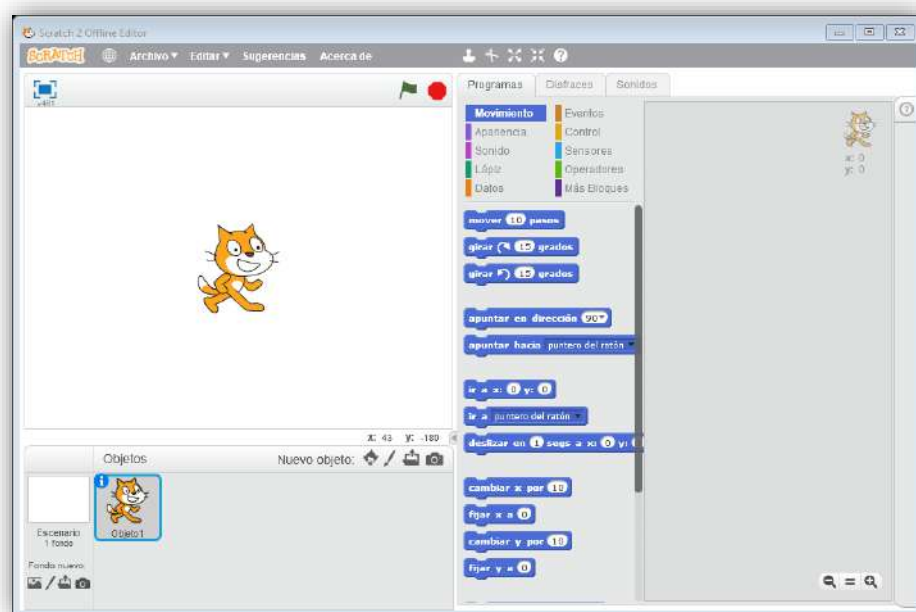 Scratch 2 Offline Editor
SCRATCH Archivo Editar Sugerencias Acerca de
v461
Programas Disfraces Sonidos
Movimiento
Apariencia
Sonido
Lápiz
Datos
Eventos
Control
Sensores
Operadores
Más Bloques
x: 0
y: 0
mover 10 pasos
girar 15 grados
girar 15 grados
apuntar en dirección 90
apuntar hacia puntero del ratón
ir a x: 0 y: 0
ir a puntero del ratón
deslizar en 1 segs a x: 0 y:
cambiar x por 10
fijar x a 0
cambiar y por 10
fijar y a 0
X: 43 Y: -180
Objetos Nuevo objeto:
Escenario
1 fondo
Fondo nuevo:
Objeto1